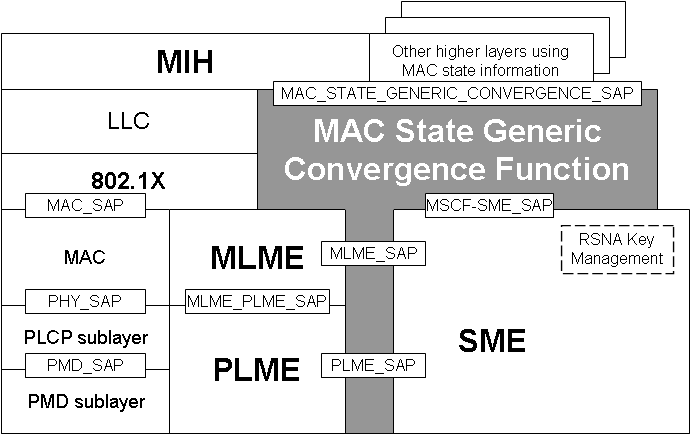 MIH
Other higher layers using
MAC state information
MAC_STATE_GENERIC_CONVERGENCE_SAP
LLC
MAC State Generic
Convergence Function
802.1X
MAC_SAP
MSCF-SME_SAP
MAC
MLME
MLME_SAP
RSNA Key
Management
PHY_SAP
MLME_PLME_SAP
PLCP sublayer
SME
PMD_SAP
PLME
PLME_SAP
PMD sublayer